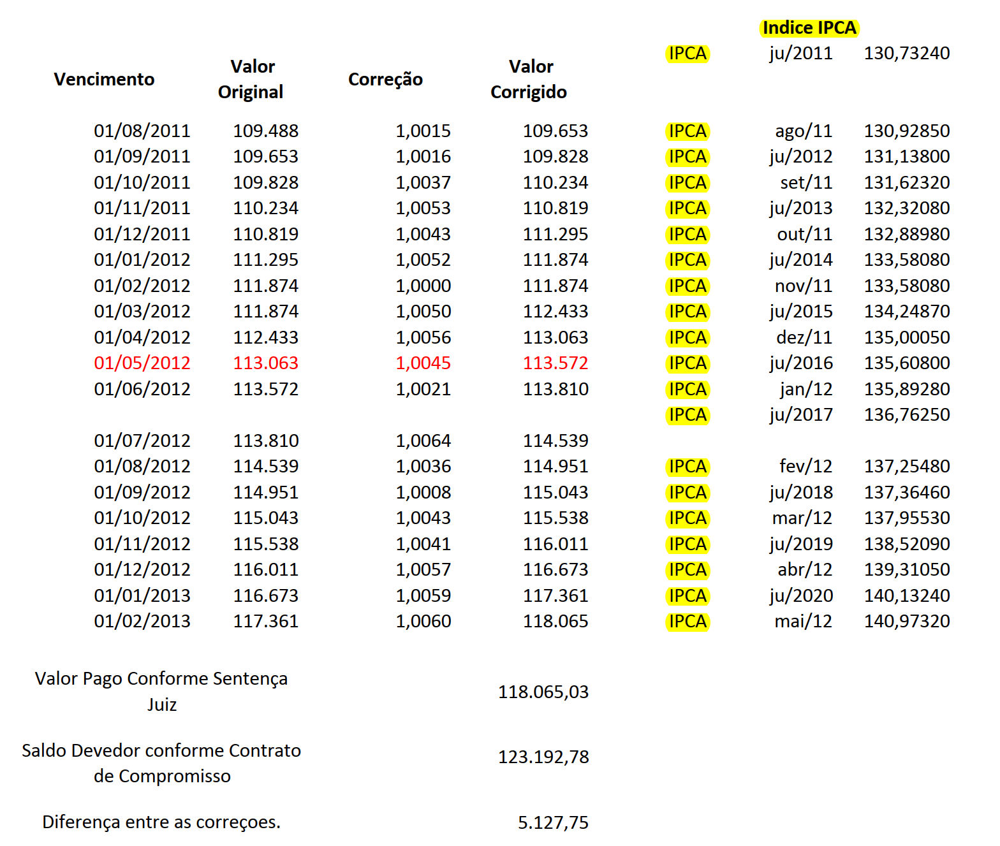 Indice IPCA
IPCA ju/2011 130,73240
Vencimento Valor Original Correção Valor Corrigido
01/08/2011 109.488 1,0015 109.653 IPCA ago/11 130,92850
01/09/2011 109.653 1,0016 109.828 IPCA ju/2012 131,13800
01/10/2011 109.828 1,0037 110.234 IPCA set/11 131,62320
01/11/2011 110.234 1,0053 110.819 IPCA ju/2013 132,32080
01/12/2011 110.819 1,0043 111.295 IPCA out/11 132,88980
01/01/2012 111.295 1,0052 111.874 IPCA ju/2014 133,58080
01/02/2012 111.874 1,0000 111.874 IPCA nov/11 133,58080
01/03/2012 111.874 1,0050 112.433 IPCA ju/2015 134,24870
01/04/2012 112.433 1,0056 113.063 IPCA dez/11 135,00050
01/05/2012 113.063 1,0045 113.572 IPCA ju/2016 135,60800
01/06/2012 113.572 1,0021 113.810 IPCA jan/12 135,89280
IPCA ju/2017 136,76250
01/07/2012 113.810 1,0064 114.539
01/08/2012 114.539 1,0036 114.951 IPCA fev/12 137,25480
01/09/2012 114.951 1,0008 115.043 IPCA ju/2018 137,36460
01/10/2012 115.043 1,0043 115.538 IPCA mar/12 137,95530
01/11/2012 115.538 1,0041 116.011 IPCA ju/2019 138,52090
01/12/2012 116.011 1,0057 116.673 IPCA abr/12 139,31050
01/01/2013 116.673 1,0059 117.361 IPCA ju/2020 140,13240
01/02/2013 117.361 1,0060 118.065 IPCA mai/12 140,97320
Valor Pago Conforme Sentença
Juiz 118.065,03
Saldo Devedor conforme Contrato
de Compromisso 123.192,78
Diferença entre as correçoes. 5.127,75